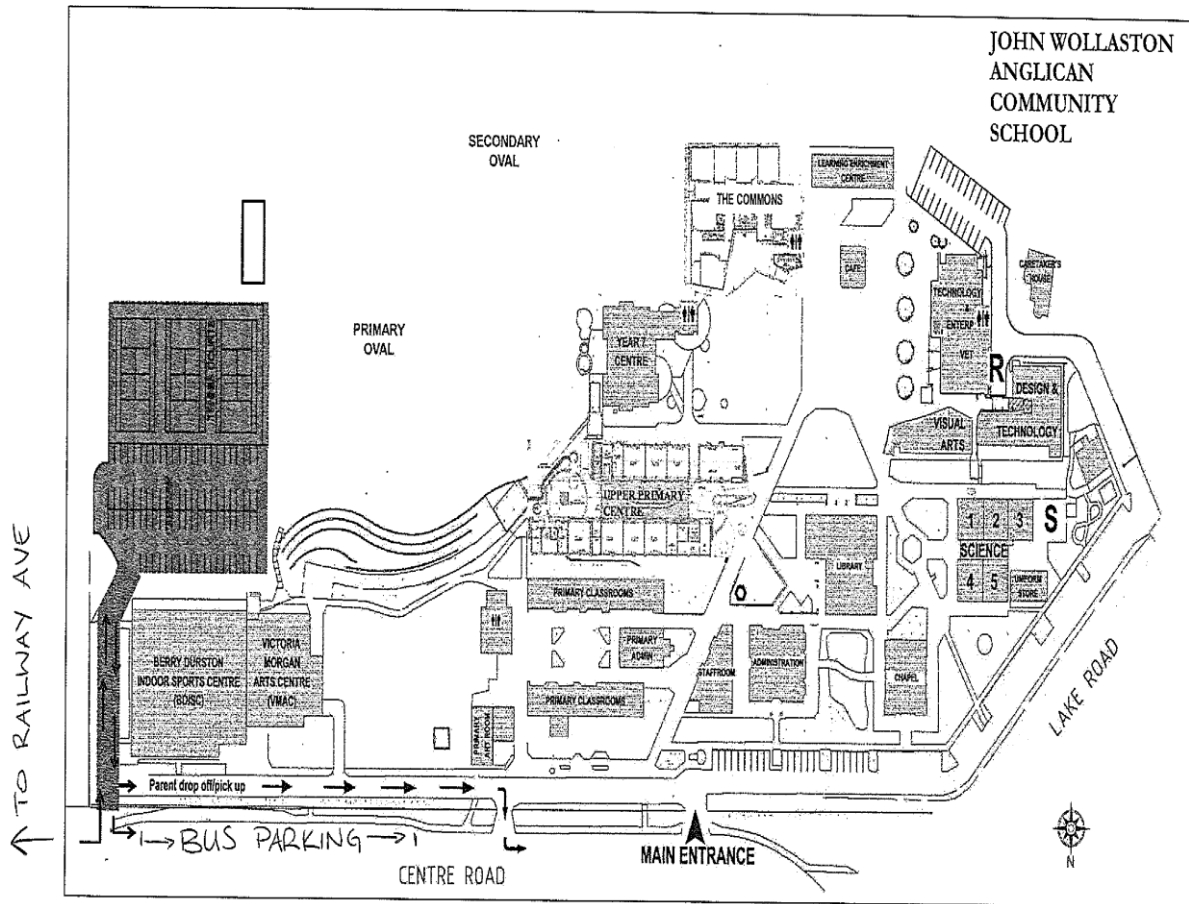 JOHN WOLLASTON
ANGLICAN
COMMUNITY
SCHOOL
SECONDARY
OVAL
LEARNING ENRICHMENT
CENTRE
THE COMMONS
CAFE
CARETAKER'S
HOUSE
TECHNOLOGY
&
ENTERP
VET
R
PRIMARY
OVAL
YEAR 7
CENTRE
TENNIS COURTS
DESIGN &
TECHNOLOGY
VISUAL
ARTS
UPPER PRIMARY
CENTRE
1 2 3
S
SCIENCE
4 5
UNIFORM
STORE
LIBRARY
PRIMARY CLASSROOMS
BERRY DURSTON
INDOOR SPORTS CENTRE
(BDISC)
VICTORIA
MORGAN
ARTS CENTRE
(VMAC)
PRIMARY
ADMIN
STAFFROOM
ADMINISTRATION
CHAPEL
PRIMARY CLASSROOMS
PRIMARY
ART ROOM
LAKE ROAD
← TO RAILWAY AVE
Parent drop off/pick up
BUS PARKING
MAIN ENTRANCE
CENTRE ROAD
N